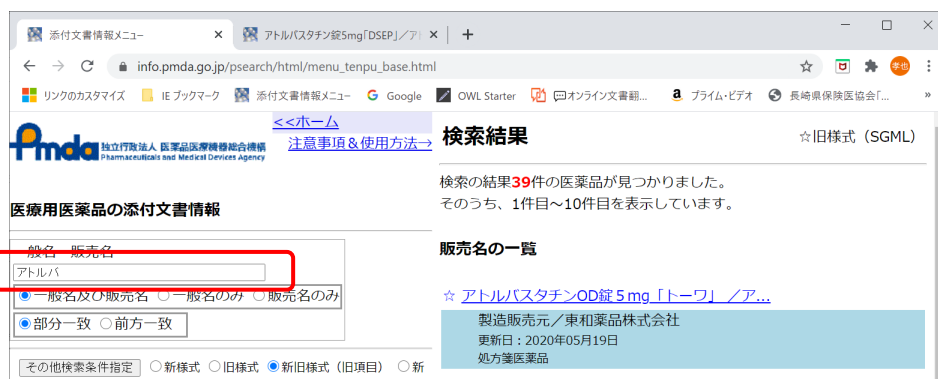 添付文書情報メニュー
アトルバスタチン錠5mg「DSEP」／ア
info.pmda.go.jp/psearch/html/menu_tenpu_base.html
孝也
リンクのカスタマイズ
IE ブックマーク
添付文書情報メニュー
Google
OWL Starter
オンライン文書翻...
プライム・ビデオ
長崎県保険医協会「...
»
<<ホーム
注意事項＆使用方法→
Pmda
独立行政法人 医薬品医療機器総合機構
Pharmaceuticals and Medical Devices Agency
医療用医薬品の添付文書情報
一般名・販売名
アトルバ
一般名及び販売名 一般名のみ 販売名のみ
部分一致 前方一致
その他検索条件指定 新様式 旧様式 新旧様式（旧項目） 新
検索結果
☆旧様式（SGML）
検索の結果39件の医薬品が見つかりました。
そのうち、1件目～10件目を表示しています。
販売名の一覧
☆ アトルバスタチンOD錠５mg「トーワ」 ／ア...
製造販売元／東和薬品株式会社
更新日：2020年05月19日
処方箋医薬品